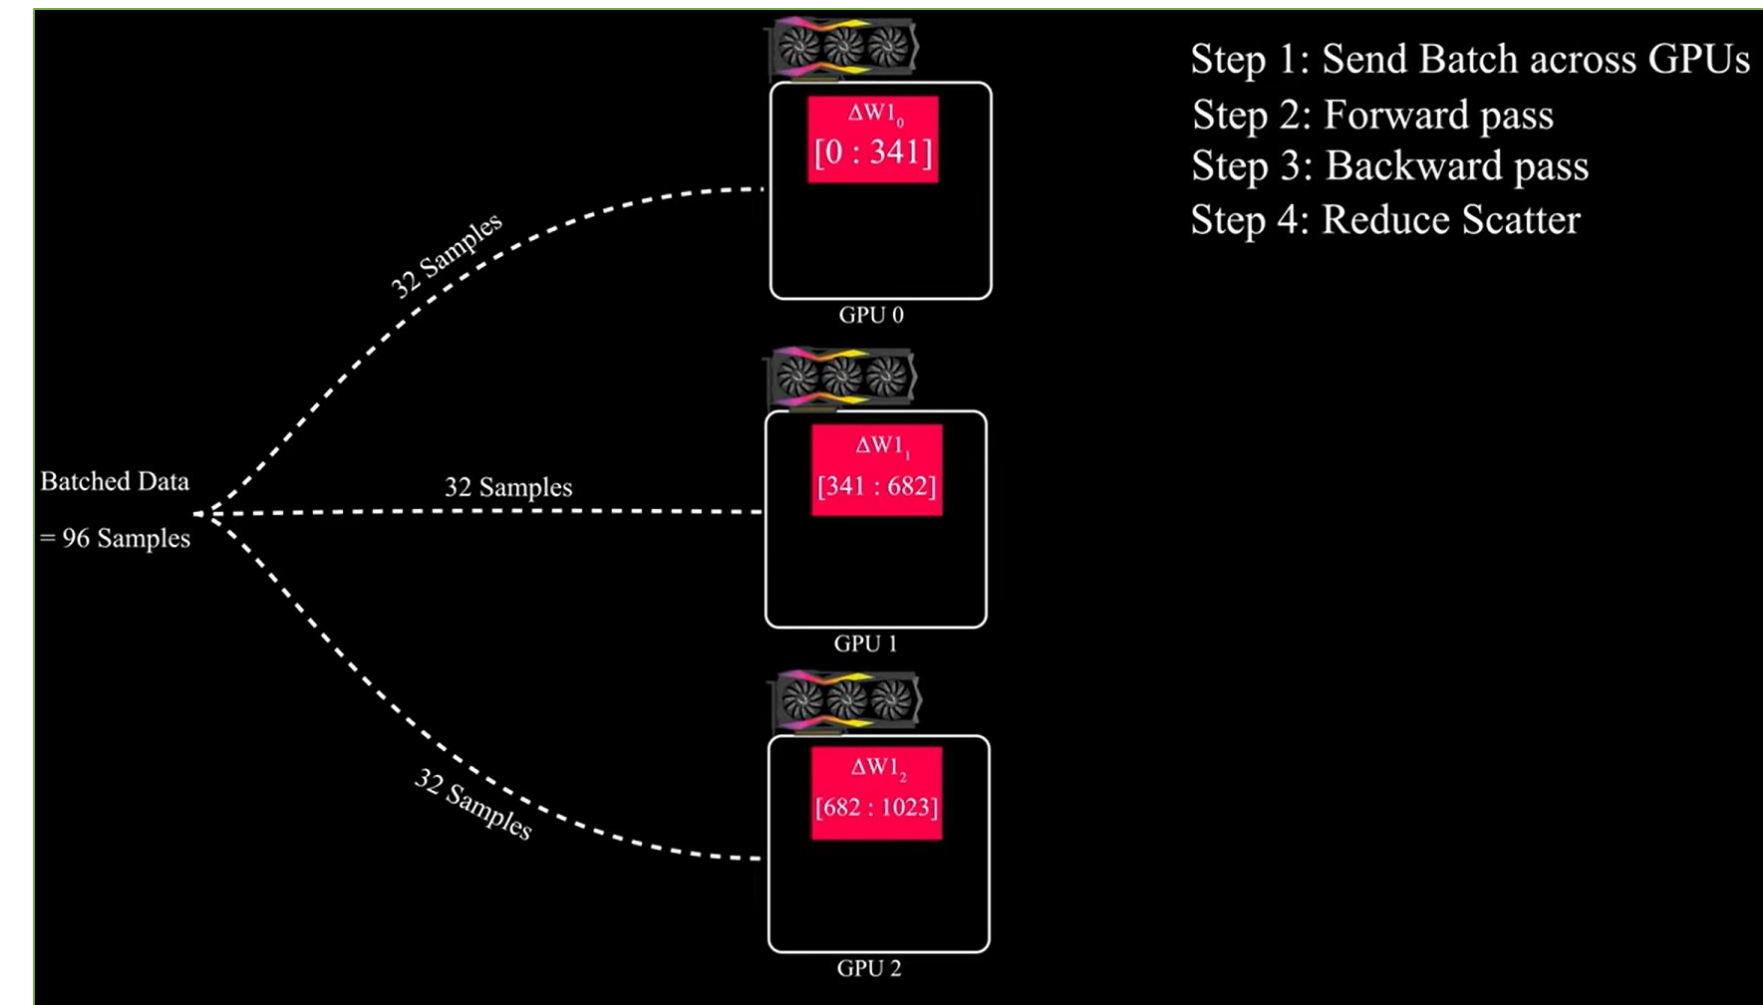 Step 1: Send Batch across GPUs
Step 2: Forward pass
Step 3: Backward pass
Step 4: Reduce Scatter
ΔW1₀
[0 : 341]
GPU 0
32 Samples
Batched Data
= 96 Samples
32 Samples
ΔW1₁
[341 : 682]
GPU 1
32 Samples
ΔW1₂
[682 : 1023]
GPU 2